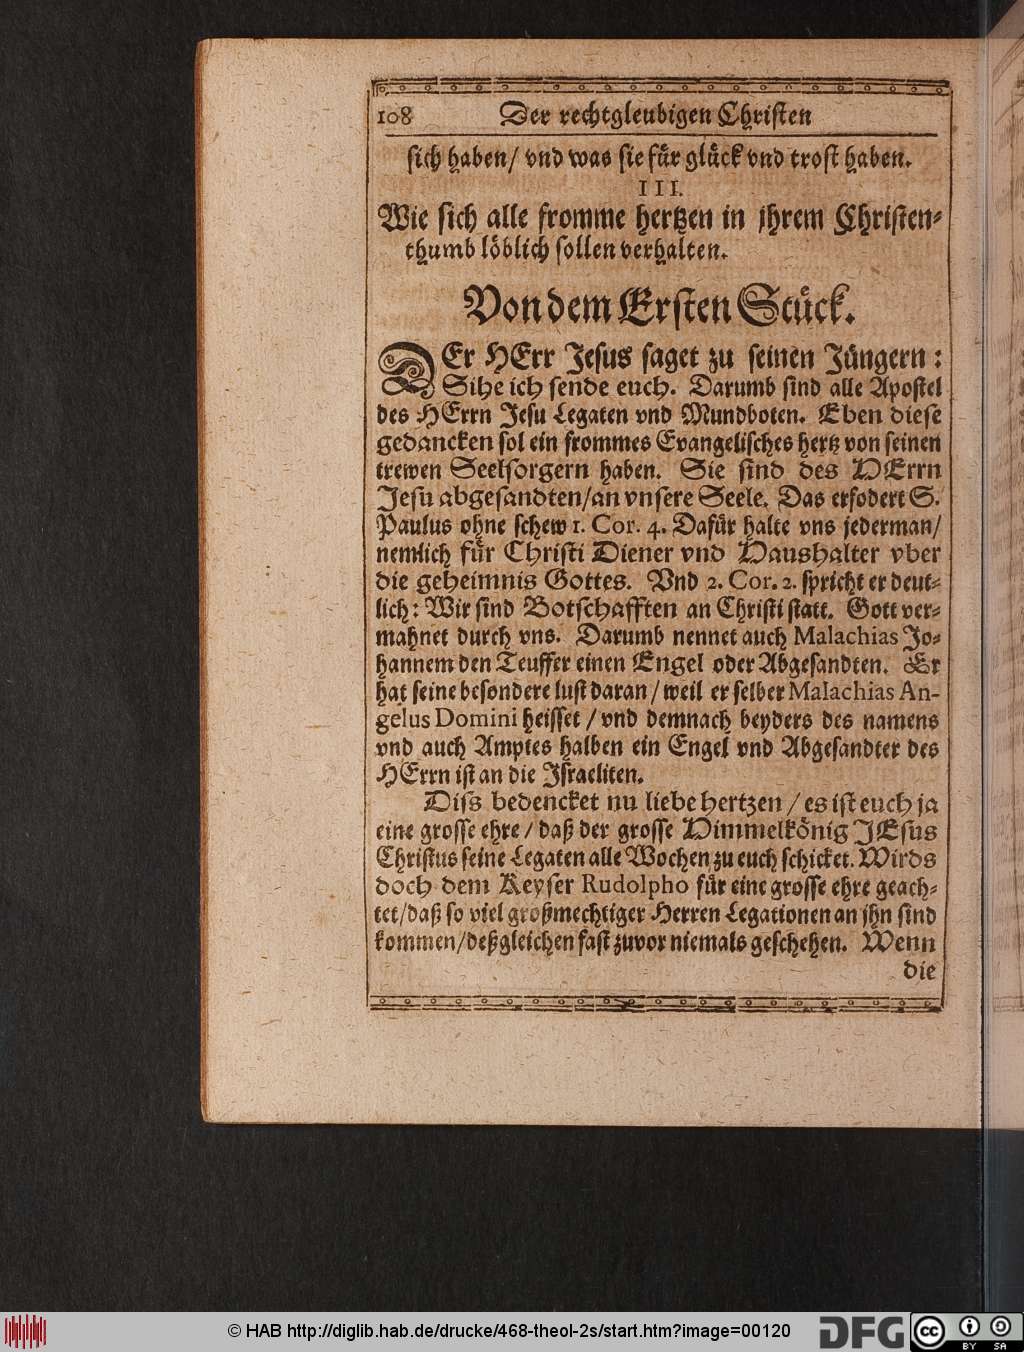 108 Der rechtgleubigen Christen
sich haben/ vnd was sie für glück vnd trost haben.
III.
Wie sich alle fromme hertzen in jhrem Christen-
thumb löblich sollen verhalten.
Von dem Ersten Stück.
DEr HErr Jesus saget zu seinen Jüngern:
Sihe ich sende euch. Darumb sind alle Apostel
des HErrn Jesu Legaten vnd Mundboten. Eben diese
gedancken sol ein frommes Evangelisches hertz von seinen
trewen Seelsorgern haben. Sie sind des HErrn
Jesu abgesandten/an vnsere Seele. Das erfodert S.
Paulus ohne schew 1. Cor. 4. Dafür halte vns jederman/
nemlich für Christi Diener vnd Haushalter vber
die geheimnis Gottes. Vnd 2. Cor. 2. spricht er deut-
lich: Wir sind Botschafften an Christi statt. Gott ver-
mahnet durch vns. Darumb nennet auch Malachias Jo-
hannem den Teuffer einen Engel oder Abgesandten. Er
hat seine besondere lust daran/ weil er selber Malachias An-
gelus Domini heisset / vnd demnach beyders des namens
vnd auch Amptes halben ein Engel vnd Abgesandter des
HErrn ist an die Israeliten.
Diss bedencket nu liebe hertzen / es ist euch ja
eine grosse ehre / daß der grosse Himmelkönig JEsus
Christus seine Legaten alle Wochen zu euch schicket. Wirds
doch dem Keyser Rudolpho für eine grosse ehre geach-
tet/daß so viel großmechtiger Herren Legationen an jhn sind
kommen/deßgleichen fast zuvor niemals geschehen. Wenn
die
© HAB http://diglib.hab.de/drucke/468-theol-2s/start.htm?image=00120
DFG
cc
BY SA